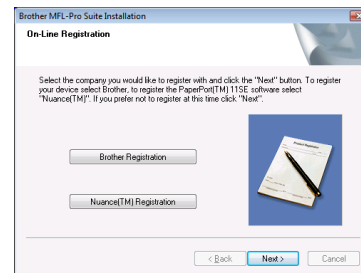 Brother MFL-Pro Suite Installation
On-Line Registration
Select the company you would like to register with and click the "Next" button. To register
your device select Brother, to register the PaperPort(TM) 11SE software select
"Nuance(TM)". If you prefer not to register at this time click "Next".
Brother Registration
Nuance(TM) Registration
Product Registration
< Back
Next >
Cancel